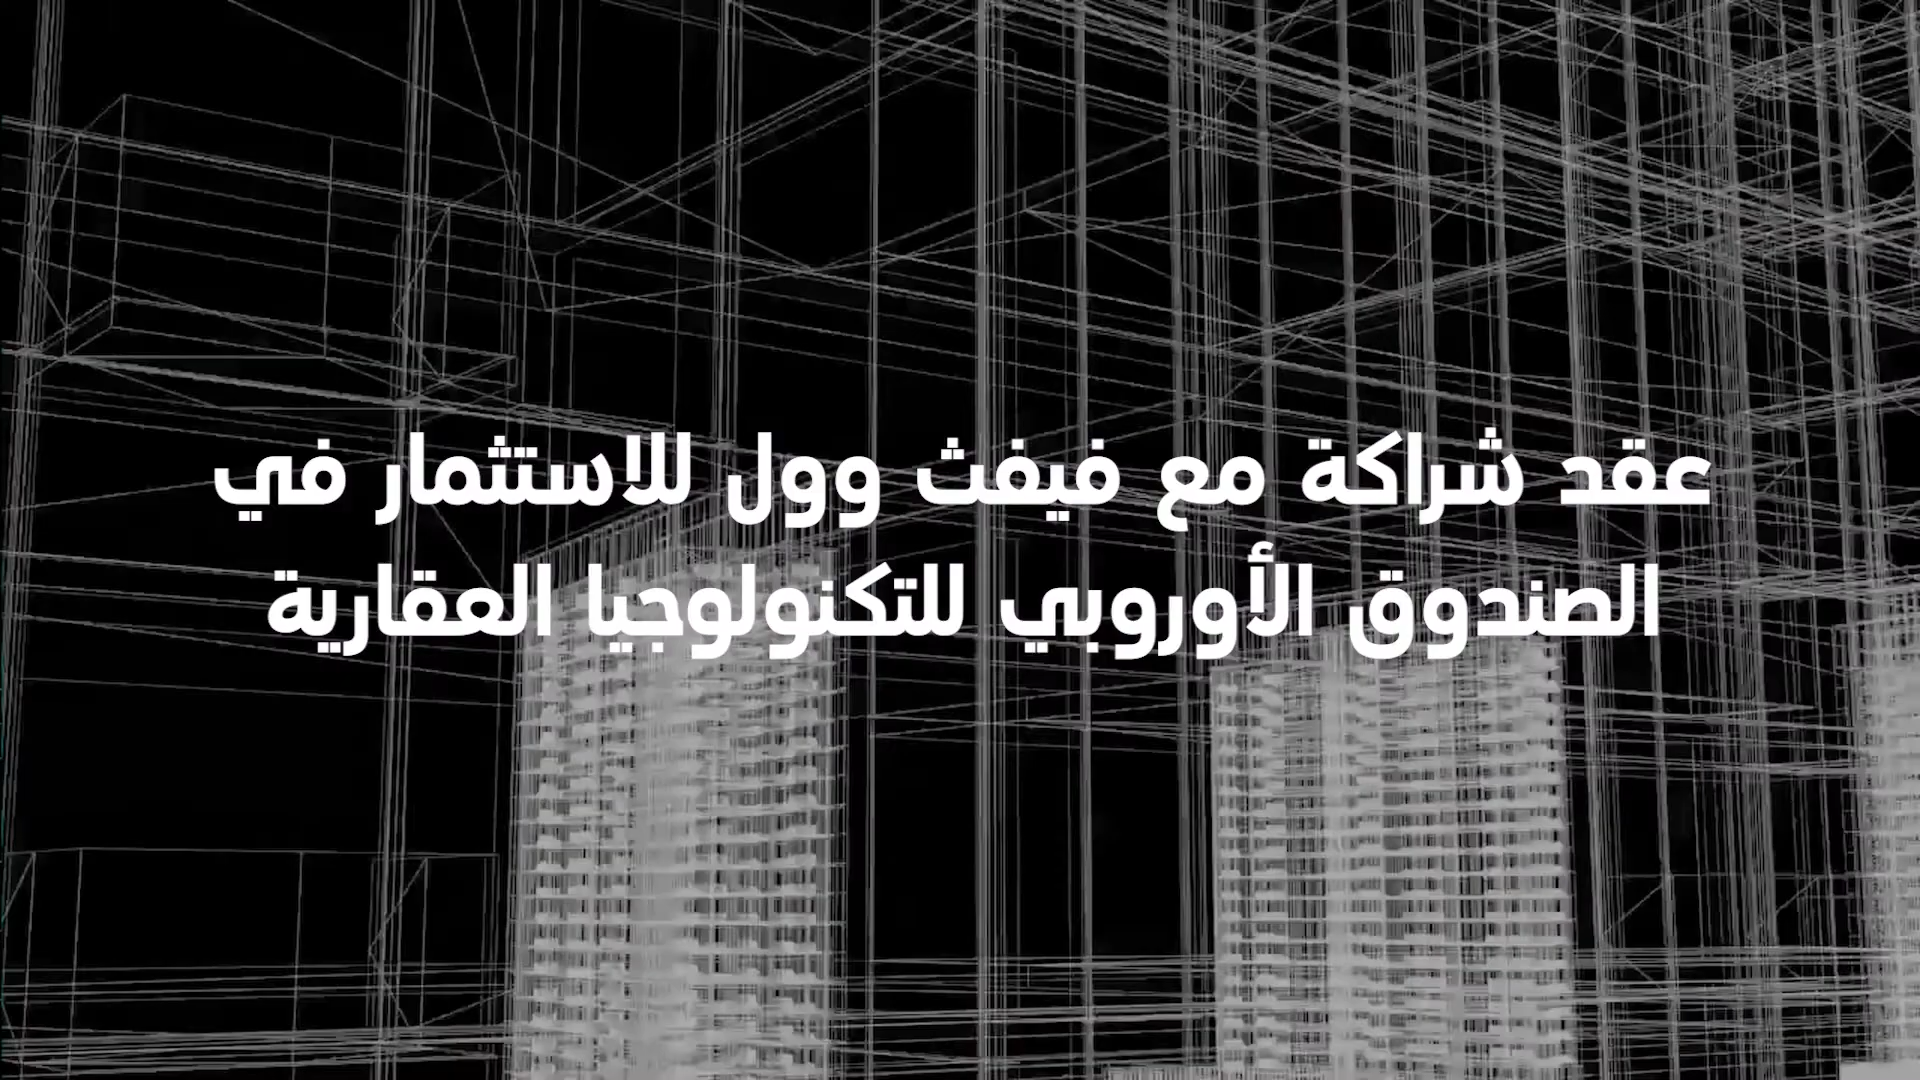 عقد شراكة مع فيفث وول للاستثمار في
الصندوق الأوروبي للتكنولوجيا العقارية